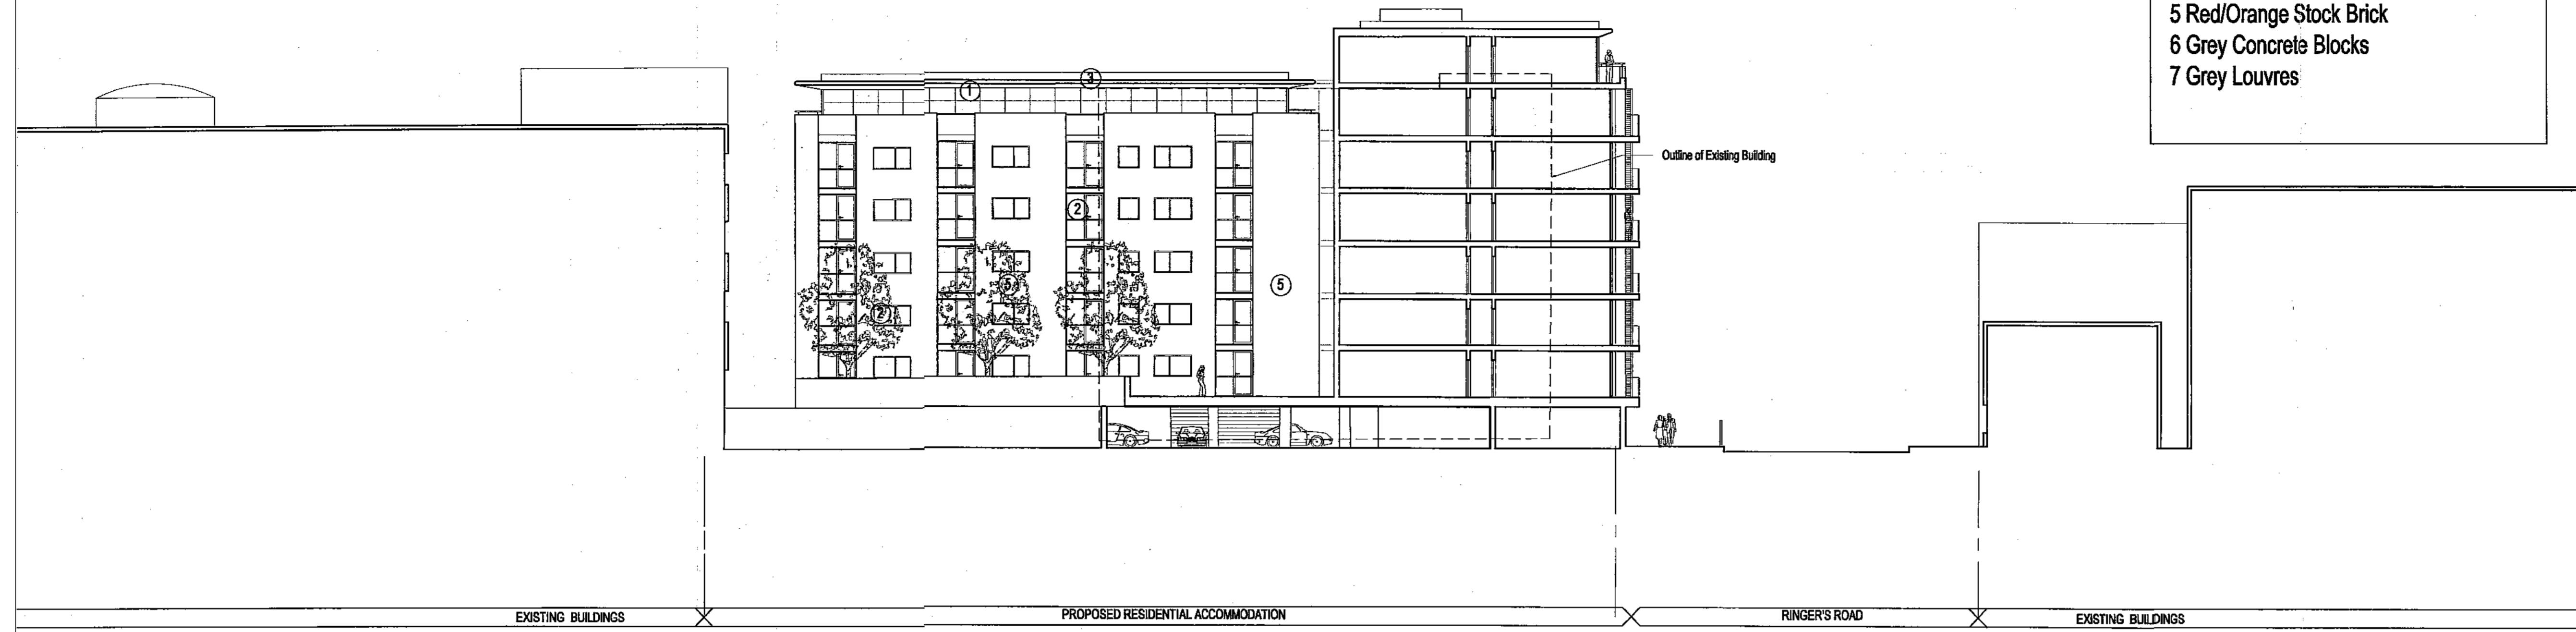 5 Red/Orange Stock Brick
6 Grey Concrete Blocks
7 Grey Louvres
3
1
Outline of Existing Building
2
5
5
2
EXISTING BUILDINGS
PROPOSED RESIDENTIAL ACCOMMODATION
RINGER'S ROAD
EXISTING BUILDINGS